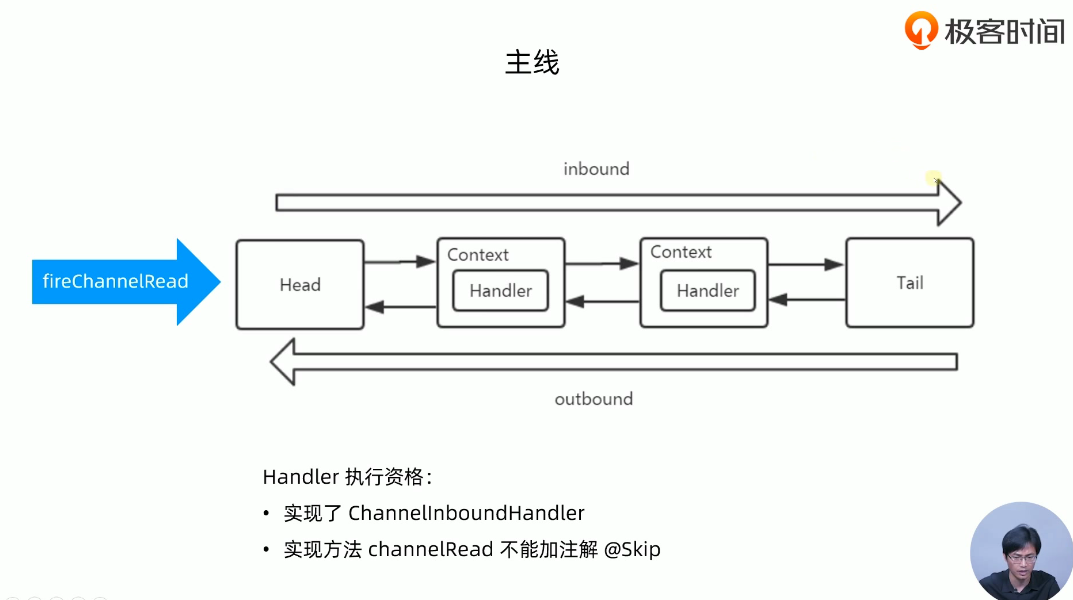 极客时间
主线
inbound
fireChannelRead
Head
Context
Handler
Context
Handler
Tail
outbound
Handler 执行资格：
• 实现了 ChannelInboundHandler
• 实现方法 channelRead 不能加注解 @Skip